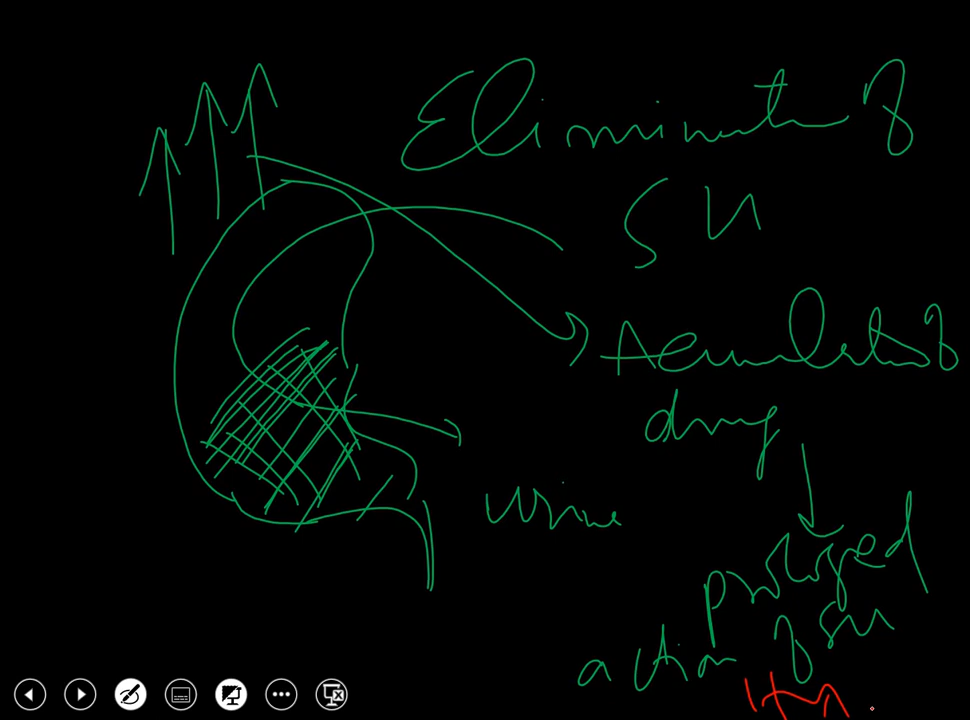 Elimination of
SU
Accumulation of
drug
Urine
prolonged
action of SU